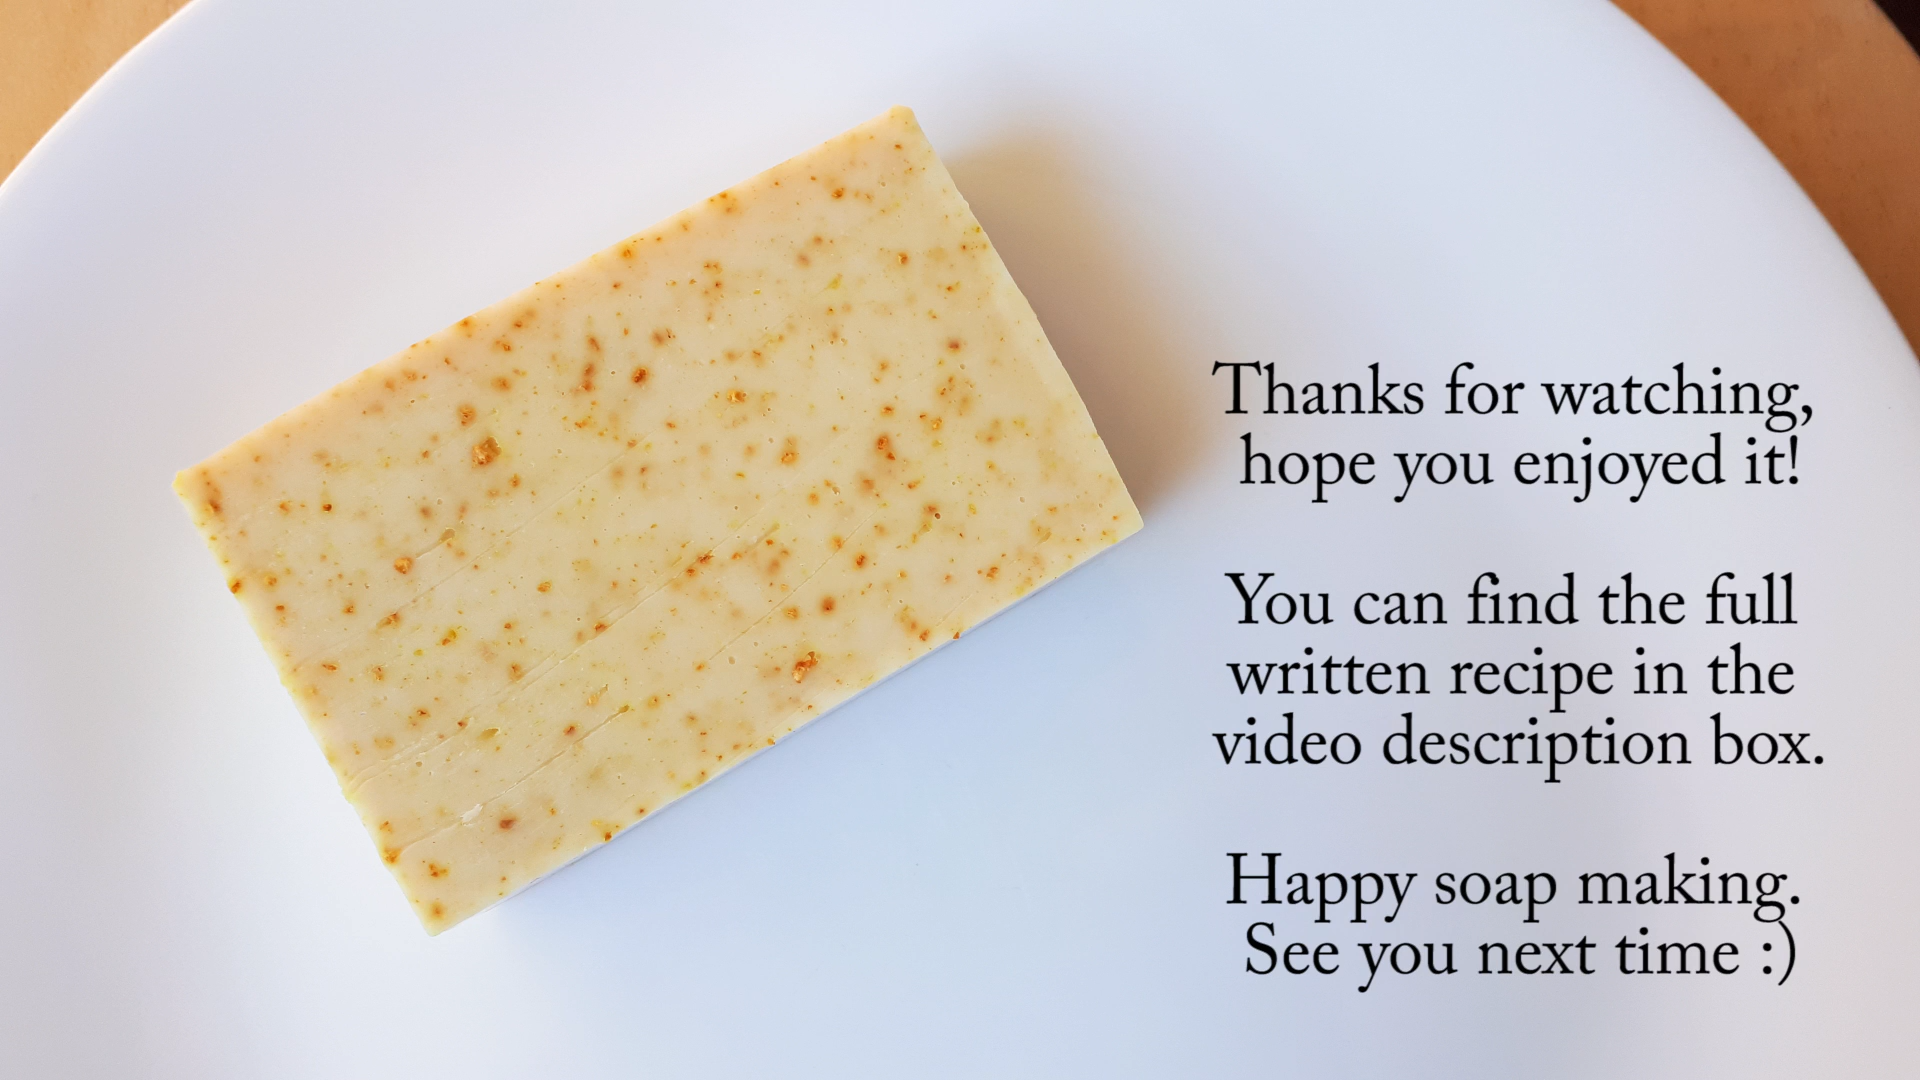 Thanks for watching,
hope you enjoyed it!
You can find the full
written recipe in the
video description box.
Happy soap making.
See you next time :)